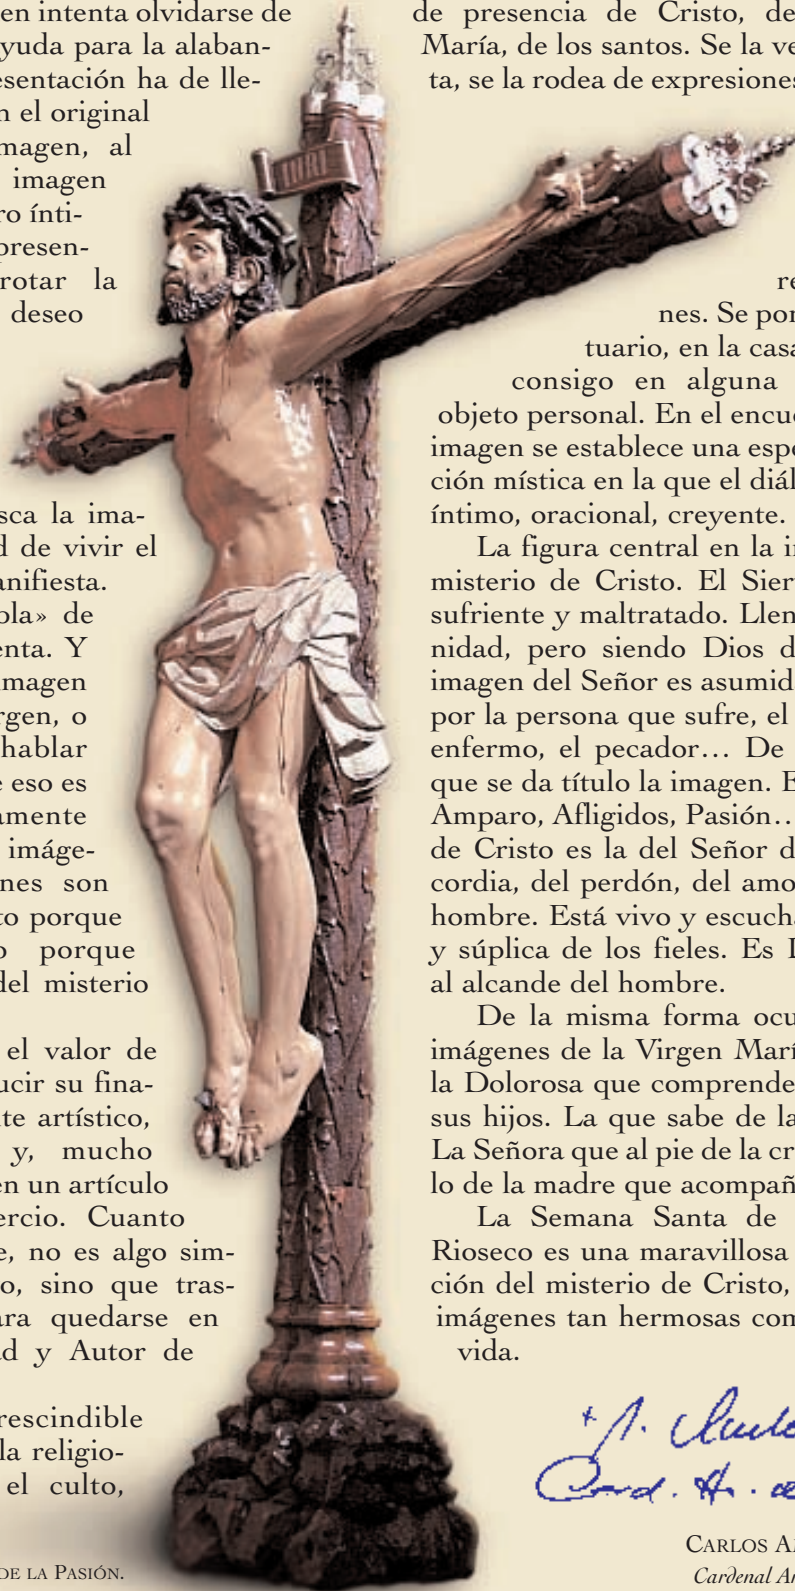 en intenta olvidarse de
yuda para la alaban-
esentación ha de lle-
n el original
magen, al
imagen
ro ínti-
presen-
rotar la
deseo
sca la ima-
d de vivir el
anifiesta.
bla» de
enta. Y
magen
rgen, o
hablar
e eso es
amente
imáge-
nes son
to porque
o porque
del misterio
el valor de
ucir su fina-
te artístico,
y, mucho
en un artículo
ercio. Cuanto
e, no es algo sim-
o, sino que tras-
ara quedarse en
ad y Autor de
rescindible
la religio-
el culto,
DE LA PASIÓN.
INRI
de presencia de Cristo, de
María, de los santos. Se la ve
ta, se la rodea de expresiones
re
nes. Se por
tuario, en la casa
consigo en alguna
objeto personal. En el encue
imagen se establece una espe
ción mística en la que el diál
íntimo, oracional, creyente.
La figura central en la i
misterio de Cristo. El Sier
sufriente y maltratado. Llen
nidad, pero siendo Dios d
imagen del Señor es asumid
por la persona que sufre, el
enfermo, el pecador… De
que se da título la imagen. E
Amparo, Afligidos, Pasión…
de Cristo es la del Señor d
cordia, del perdón, del amo
hombre. Está vivo y escucha
y súplica de los fieles. Es D
al alcande del hombre.
De la misma forma ocu
imágenes de la Virgen Marí
la Dolorosa que comprende
sus hijos. La que sabe de la
La Señora que al pie de la cr
lo de la madre que acompañ
La Semana Santa de
Rioseco es una maravillosa
ción del misterio de Cristo,
imágenes tan hermosas com
vida.
CARLOS A
Cardenal Ar